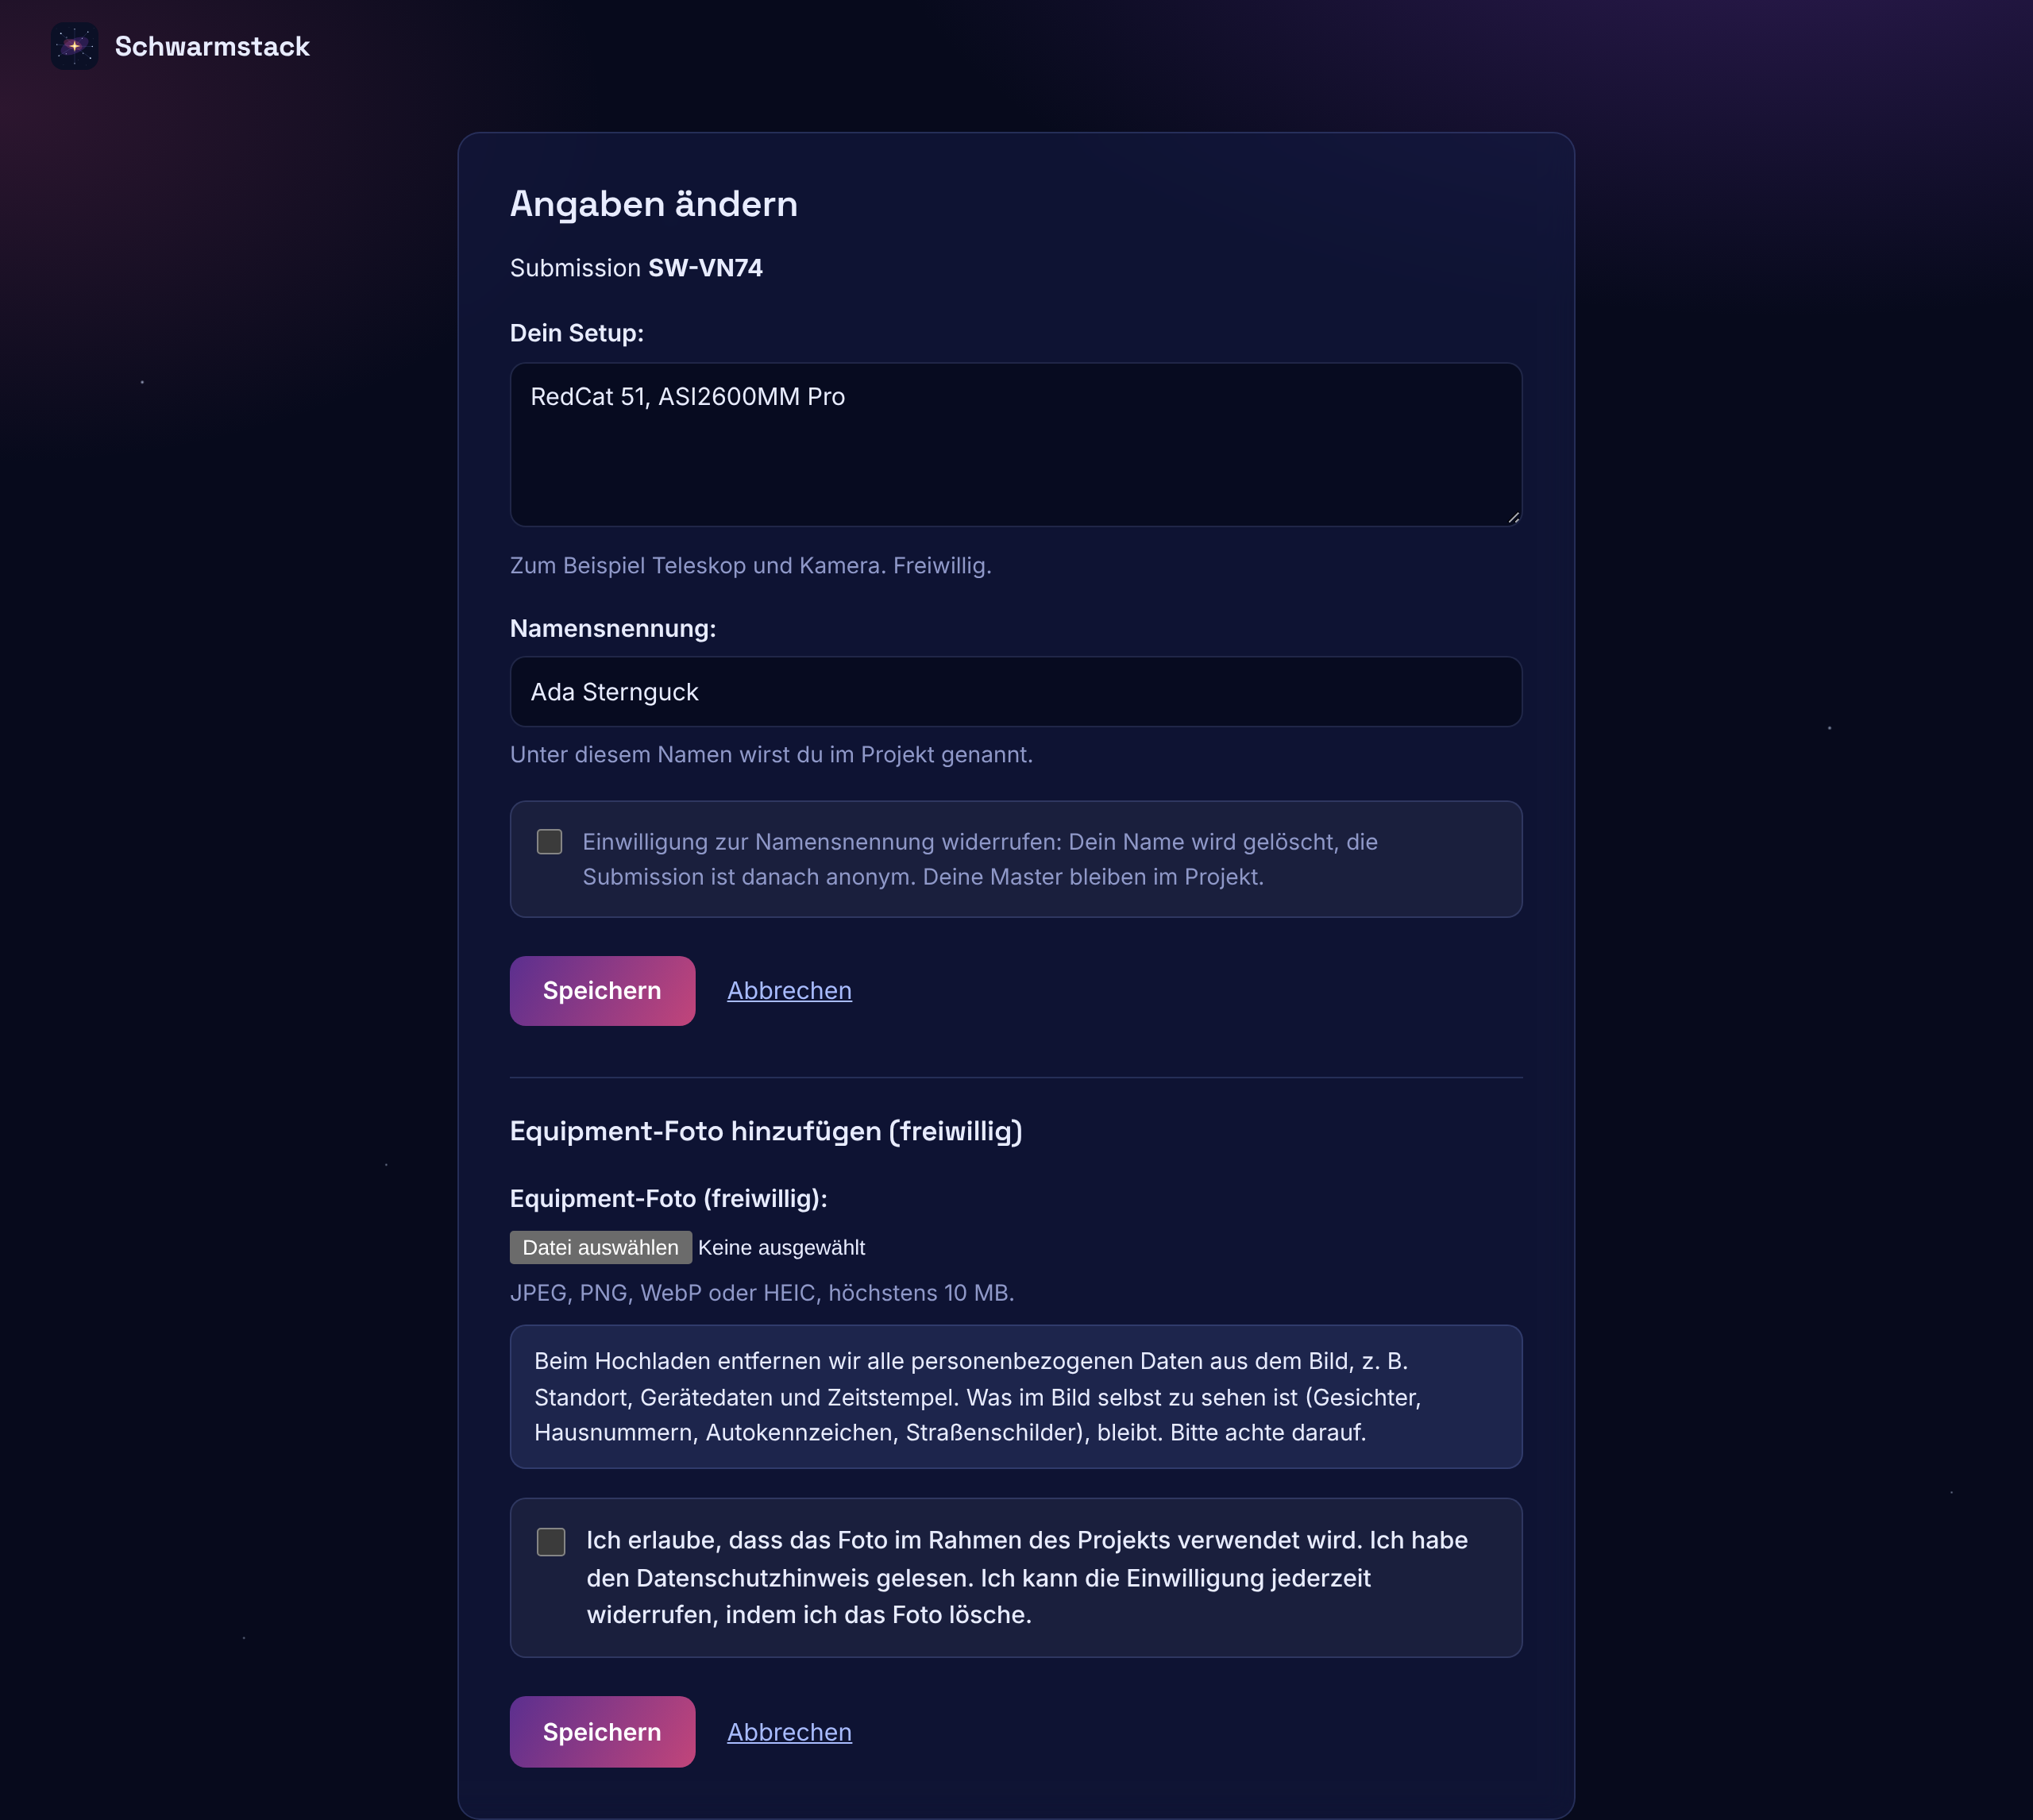 Schwarmstack
Angaben ändern
Submission SW-VN74
Dein Setup:
RedCat 51, ASI2600MM Pro
Zum Beispiel Teleskop und Kamera. Freiwillig.
Namensnennung:
Ada Sternguck
Unter diesem Namen wirst du im Projekt genannt.
Einwilligung zur Namensnennung widerrufen: Dein Name wird gelöscht, die
Submission ist danach anonym. Deine Master bleiben im Projekt.
Speichern Abbrechen
Equipment-Foto hinzufügen (freiwillig)
Equipment-Foto (freiwillig):
Datei auswählen Keine ausgewählt
JPEG, PNG, WebP oder HEIC, höchstens 10 MB.
Beim Hochladen entfernen wir alle personenbezogenen Daten aus dem Bild, z. B.
Standort, Gerätedaten und Zeitstempel. Was im Bild selbst zu sehen ist (Gesichter,
Hausnummern, Autokennzeichen, Straßenschilder), bleibt. Bitte achte darauf.
Ich erlaube, dass das Foto im Rahmen des Projekts verwendet wird. Ich habe
den Datenschutzhinweis gelesen. Ich kann die Einwilligung jederzeit
widerrufen, indem ich das Foto lösche.
Speichern Abbrechen